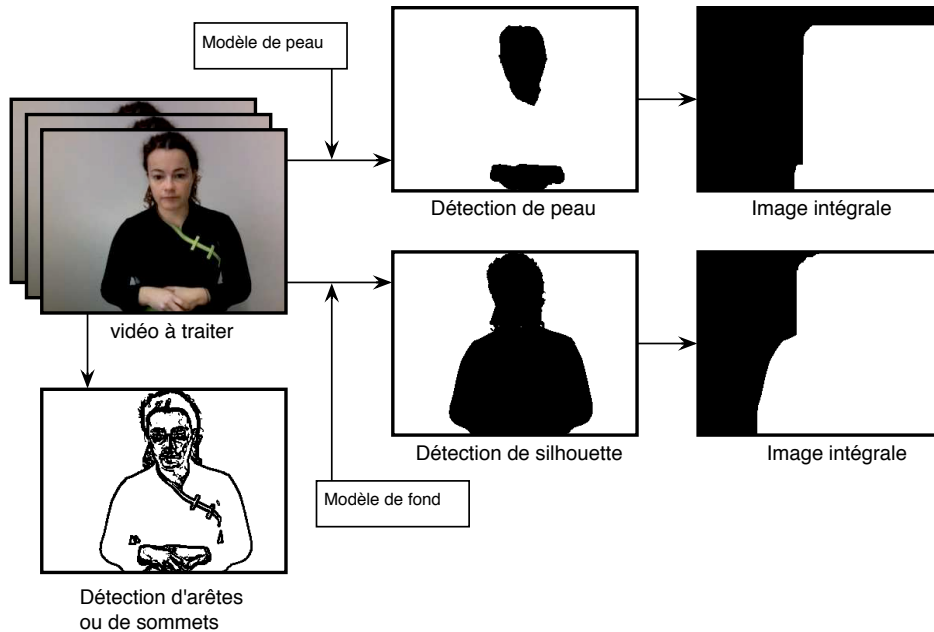 Modèle de peau
Détection de peau
Image intégrale
vidéo à traiter
Détection de silhouette
Image intégrale
Modèle de fond
Détection d'arêtes
ou de sommets